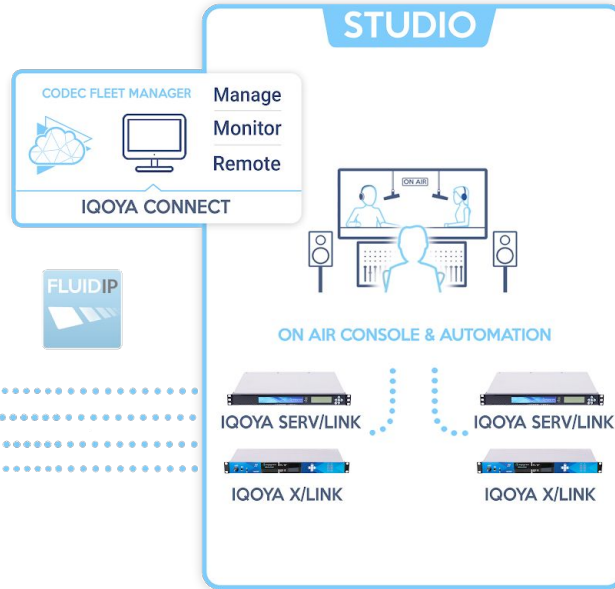 STUDIO
CODEC FLEET MANAGER
Manage
Monitor
Remote
IQOYA CONNECT
ON AIR
FLUIDIP
ON AIR CONSOLE & AUTOMATION
IQOYA SERV/LINK
IQOYA SERV/LINK
IQOYA X/LINK
IQOYA X/LINK